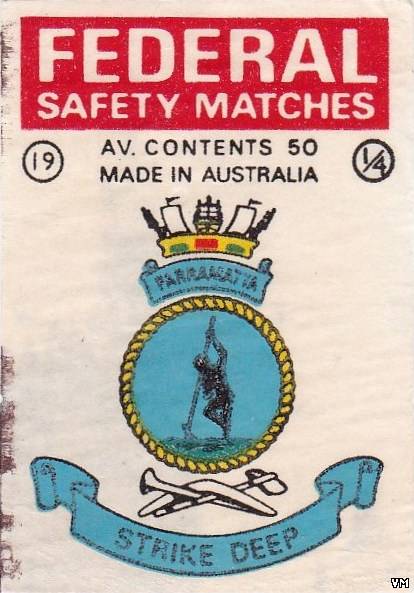 FEDERAL
SAFETY MATCHES
19
AV. CONTENTS 50
MADE IN AUSTRALIA
1/4
PARRAMATTA
STRIKE DEEP
VM